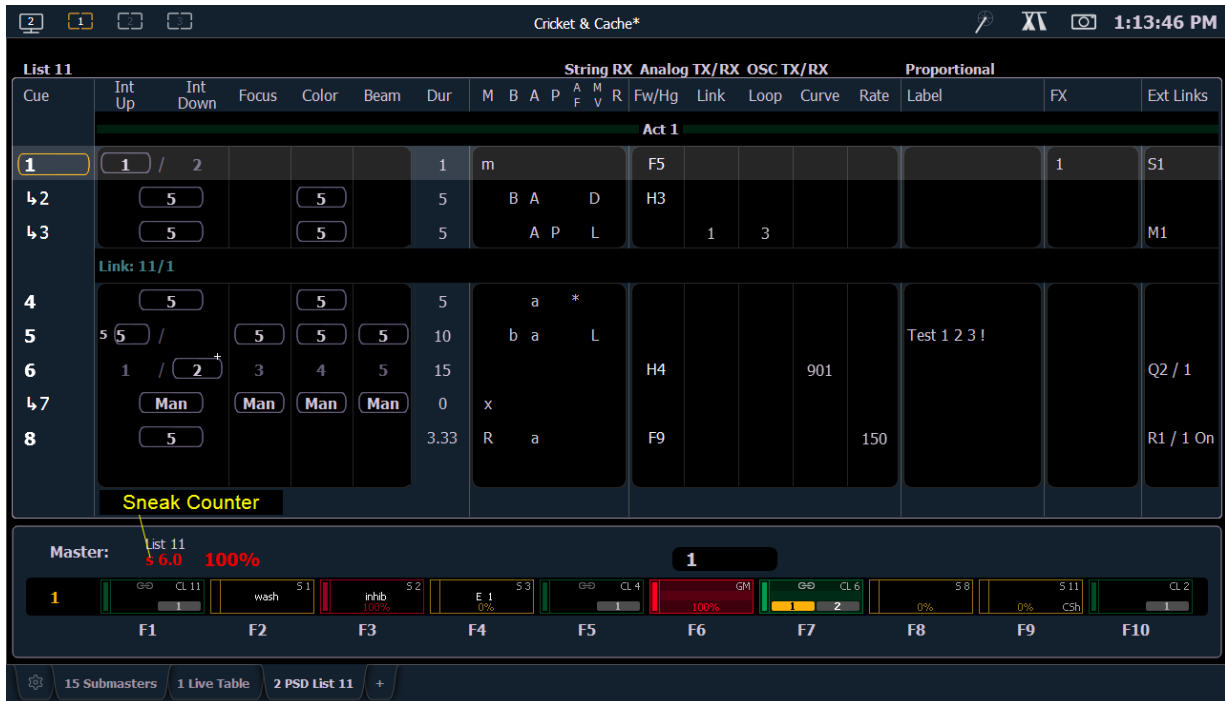 2 1 2 3 Cricket & Cache* 1:13:46 PM
List 11 String RX Analog TX/RX OSC TX/RX Proportional
Cue Int Up Int Down Focus Color Beam Dur M B A P AF MV R Fw/Hg Link Loop Curve Rate Label FX Ext Links
Act 1
1 1 / 2 1 m F5 1 S1
↳2 5 5 5 B A D H3
↳3 5 5 5 A P L 1 3 M1
Link: 11/1
4 5 5 5 a *
5 5 5 / 5 5 5 10 b a L Test 1 2 3 !
6 1 / 2 + 3 4 5 15 H4 901 Q2 / 1
↳7 Man Man Man Man 0 x
8 5 3.33 R a F9 150 R1 / 1 On
Sneak Counter
Master: List 11
s 6.0 100% 1
CL 11 S 1 S 2 S 3 CL 4 GM CL 6 S 8 S 11 CL 2
1 1 wash inhib 100% E 1 0% 1 100% 1 2 0% 0% CSh 1
F1 F2 F3 F4 F5 F6 F7 F8 F9 F10
15 Submasters 1 Live Table 2 PSD List 11 +